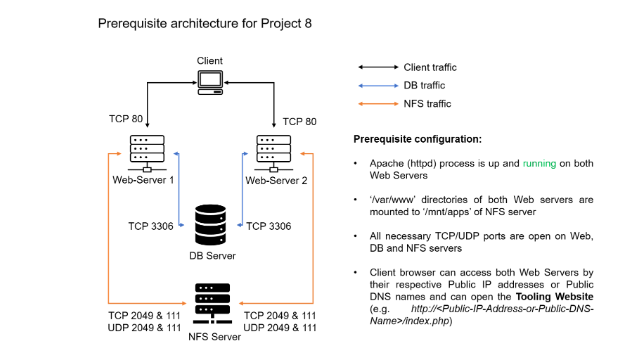 Prerequisite architecture for Project 8
Client
TCP 80
TCP 80
Web-Server 1
Web-Server 2
TCP 3306
TCP 3306
DB Server
TCP 2049 & 111
UDP 2049 & 111
TCP 2049 & 111
UDP 2049 & 111
NFS Server
Client traffic
DB traffic
NFS traffic
Prerequisite configuration:
• Apache (httpd) process is up and running on both
Web Servers
• '/var/www' directories of both Web servers are
mounted to '/mnt/apps' of NFS server
• All necessary TCP/UDP ports are open on Web,
DB and NFS servers
• Client browser can access both Web Servers by
their respective Public IP addresses or Public
DNS names and can open the Tooling Website
(e.g. http://<Public-IP-Address-or-Public-DNS-
Name>/index.php)